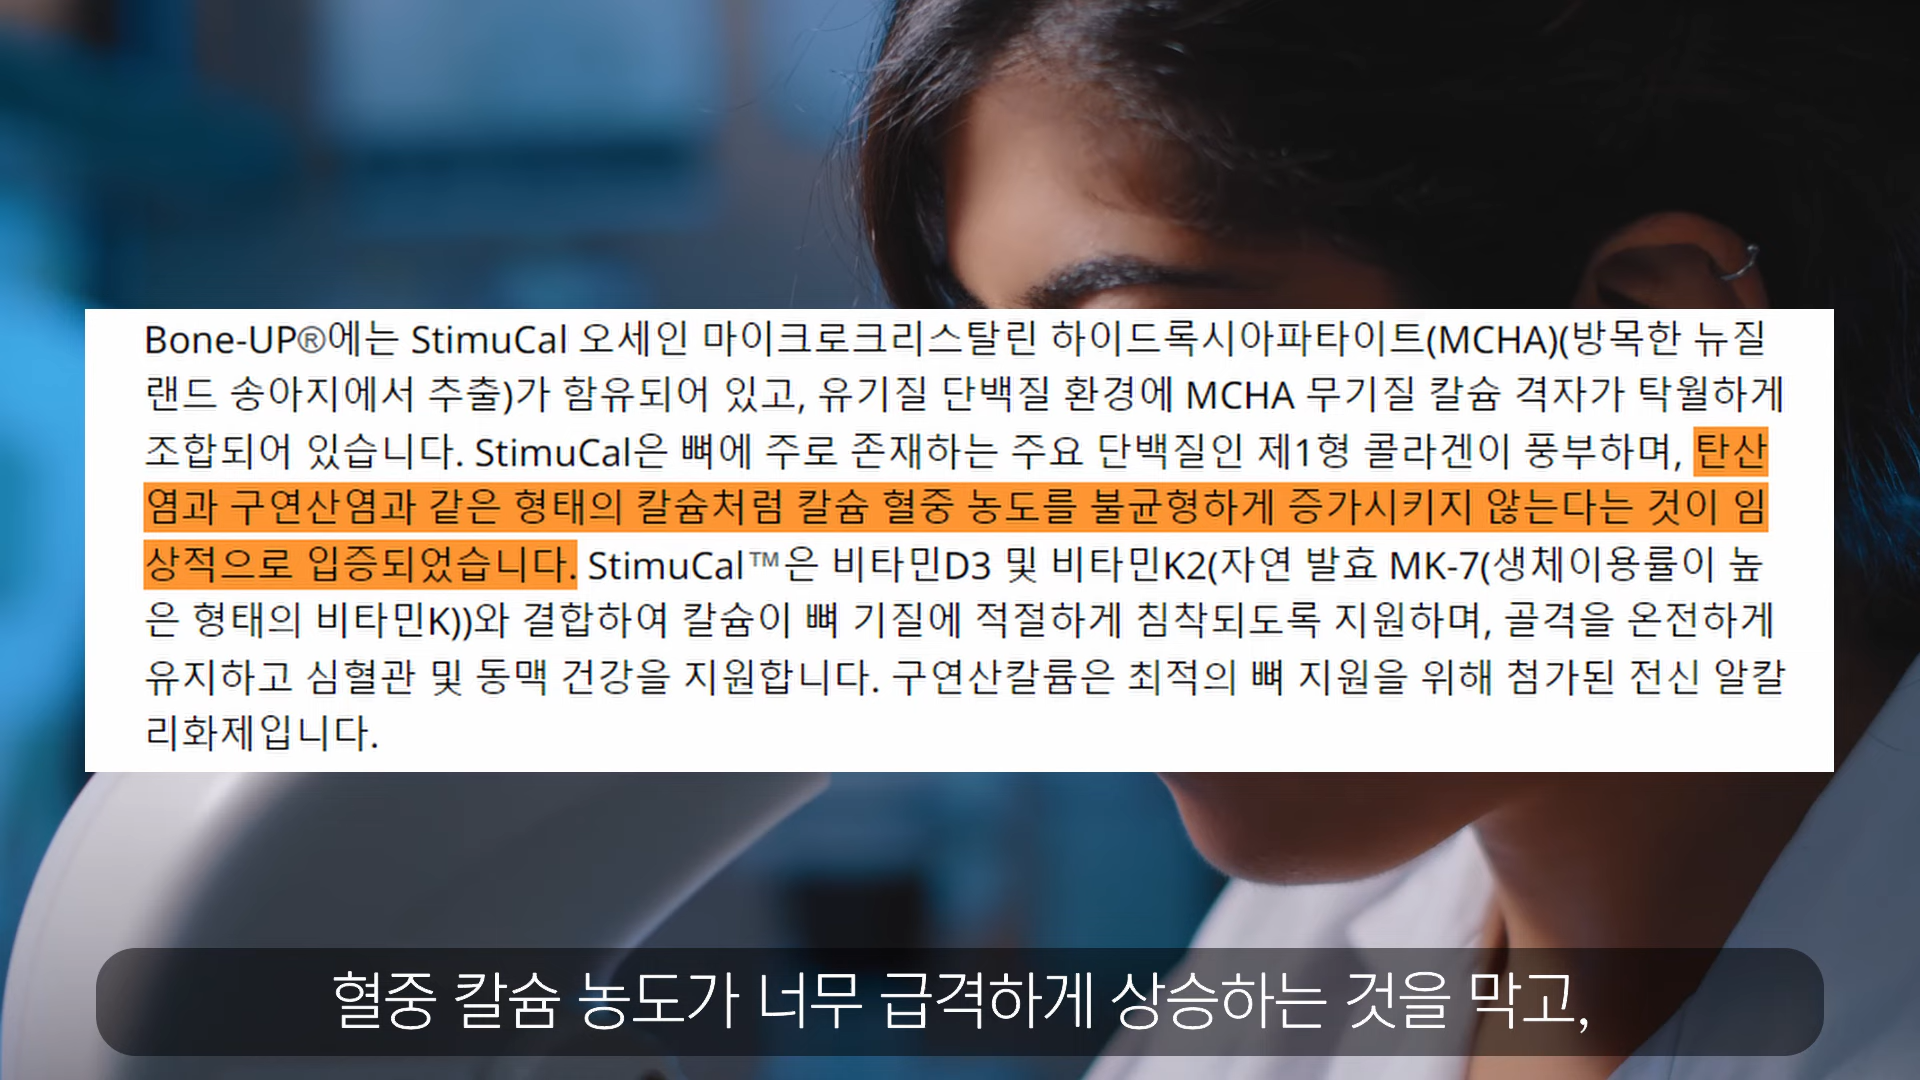 Bone-UP®에는 StimuCal 오세인 마이크로크리스탈린 하이드록시아파타이트(MCHA)(방목한 뉴질
랜드 송아지에서 추출)가 함유되어 있고, 유기질 단백질 환경에 MCHA 무기질 칼슘 격자가 탁월하게
조합되어 있습니다. StimuCal은 뼈에 주로 존재하는 주요 단백질인 제1형 콜라겐이 풍부하며, 탄산
염과 구연산염과 같은 형태의 칼슘처럼 칼슘 혈중 농도를 불균형하게 증가시키지 않는다는 것이 임
상적으로 입증되었습니다. StimuCal™은 비타민D3 및 비타민K2(자연 발효 MK-7(생체이용률이 높
은 형태의 비타민K))와 결합하여 칼슘이 뼈 기질에 적절하게 침착되도록 지원하며, 골격을 온전하게
유지하고 심혈관 및 동맥 건강을 지원합니다. 구연산칼륨은 최적의 뼈 지원을 위해 첨가된 전신 알칼
리화제입니다.
혈중 칼슘 농도가 너무 급격하게 상승하는 것을 막고,